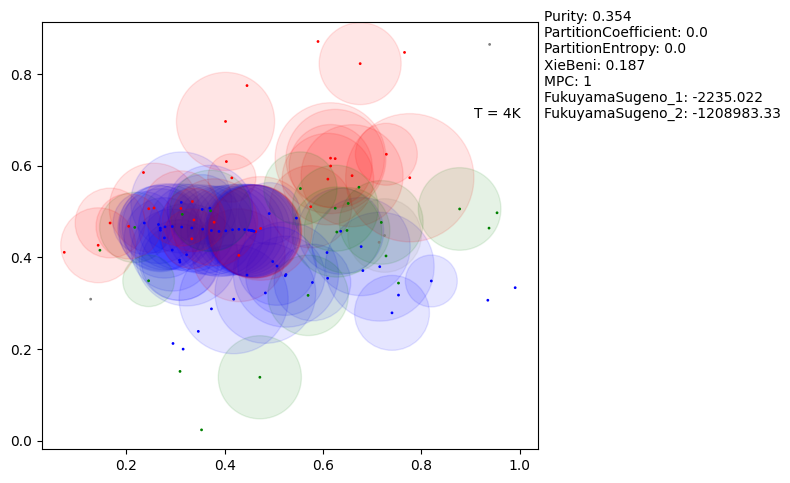 Purity: 0.354
PartitionCoefficient: 0.0
PartitionEntropy: 0.0
XieBeni: 0.187
MPC: 1
FukuyamaSugeno_1: -2235.022
FukuyamaSugeno_2: -1208983.33
T = 4K
0.8
0.6
0.4
0.2
0.0
0.2
0.4
0.6
0.8
1.0